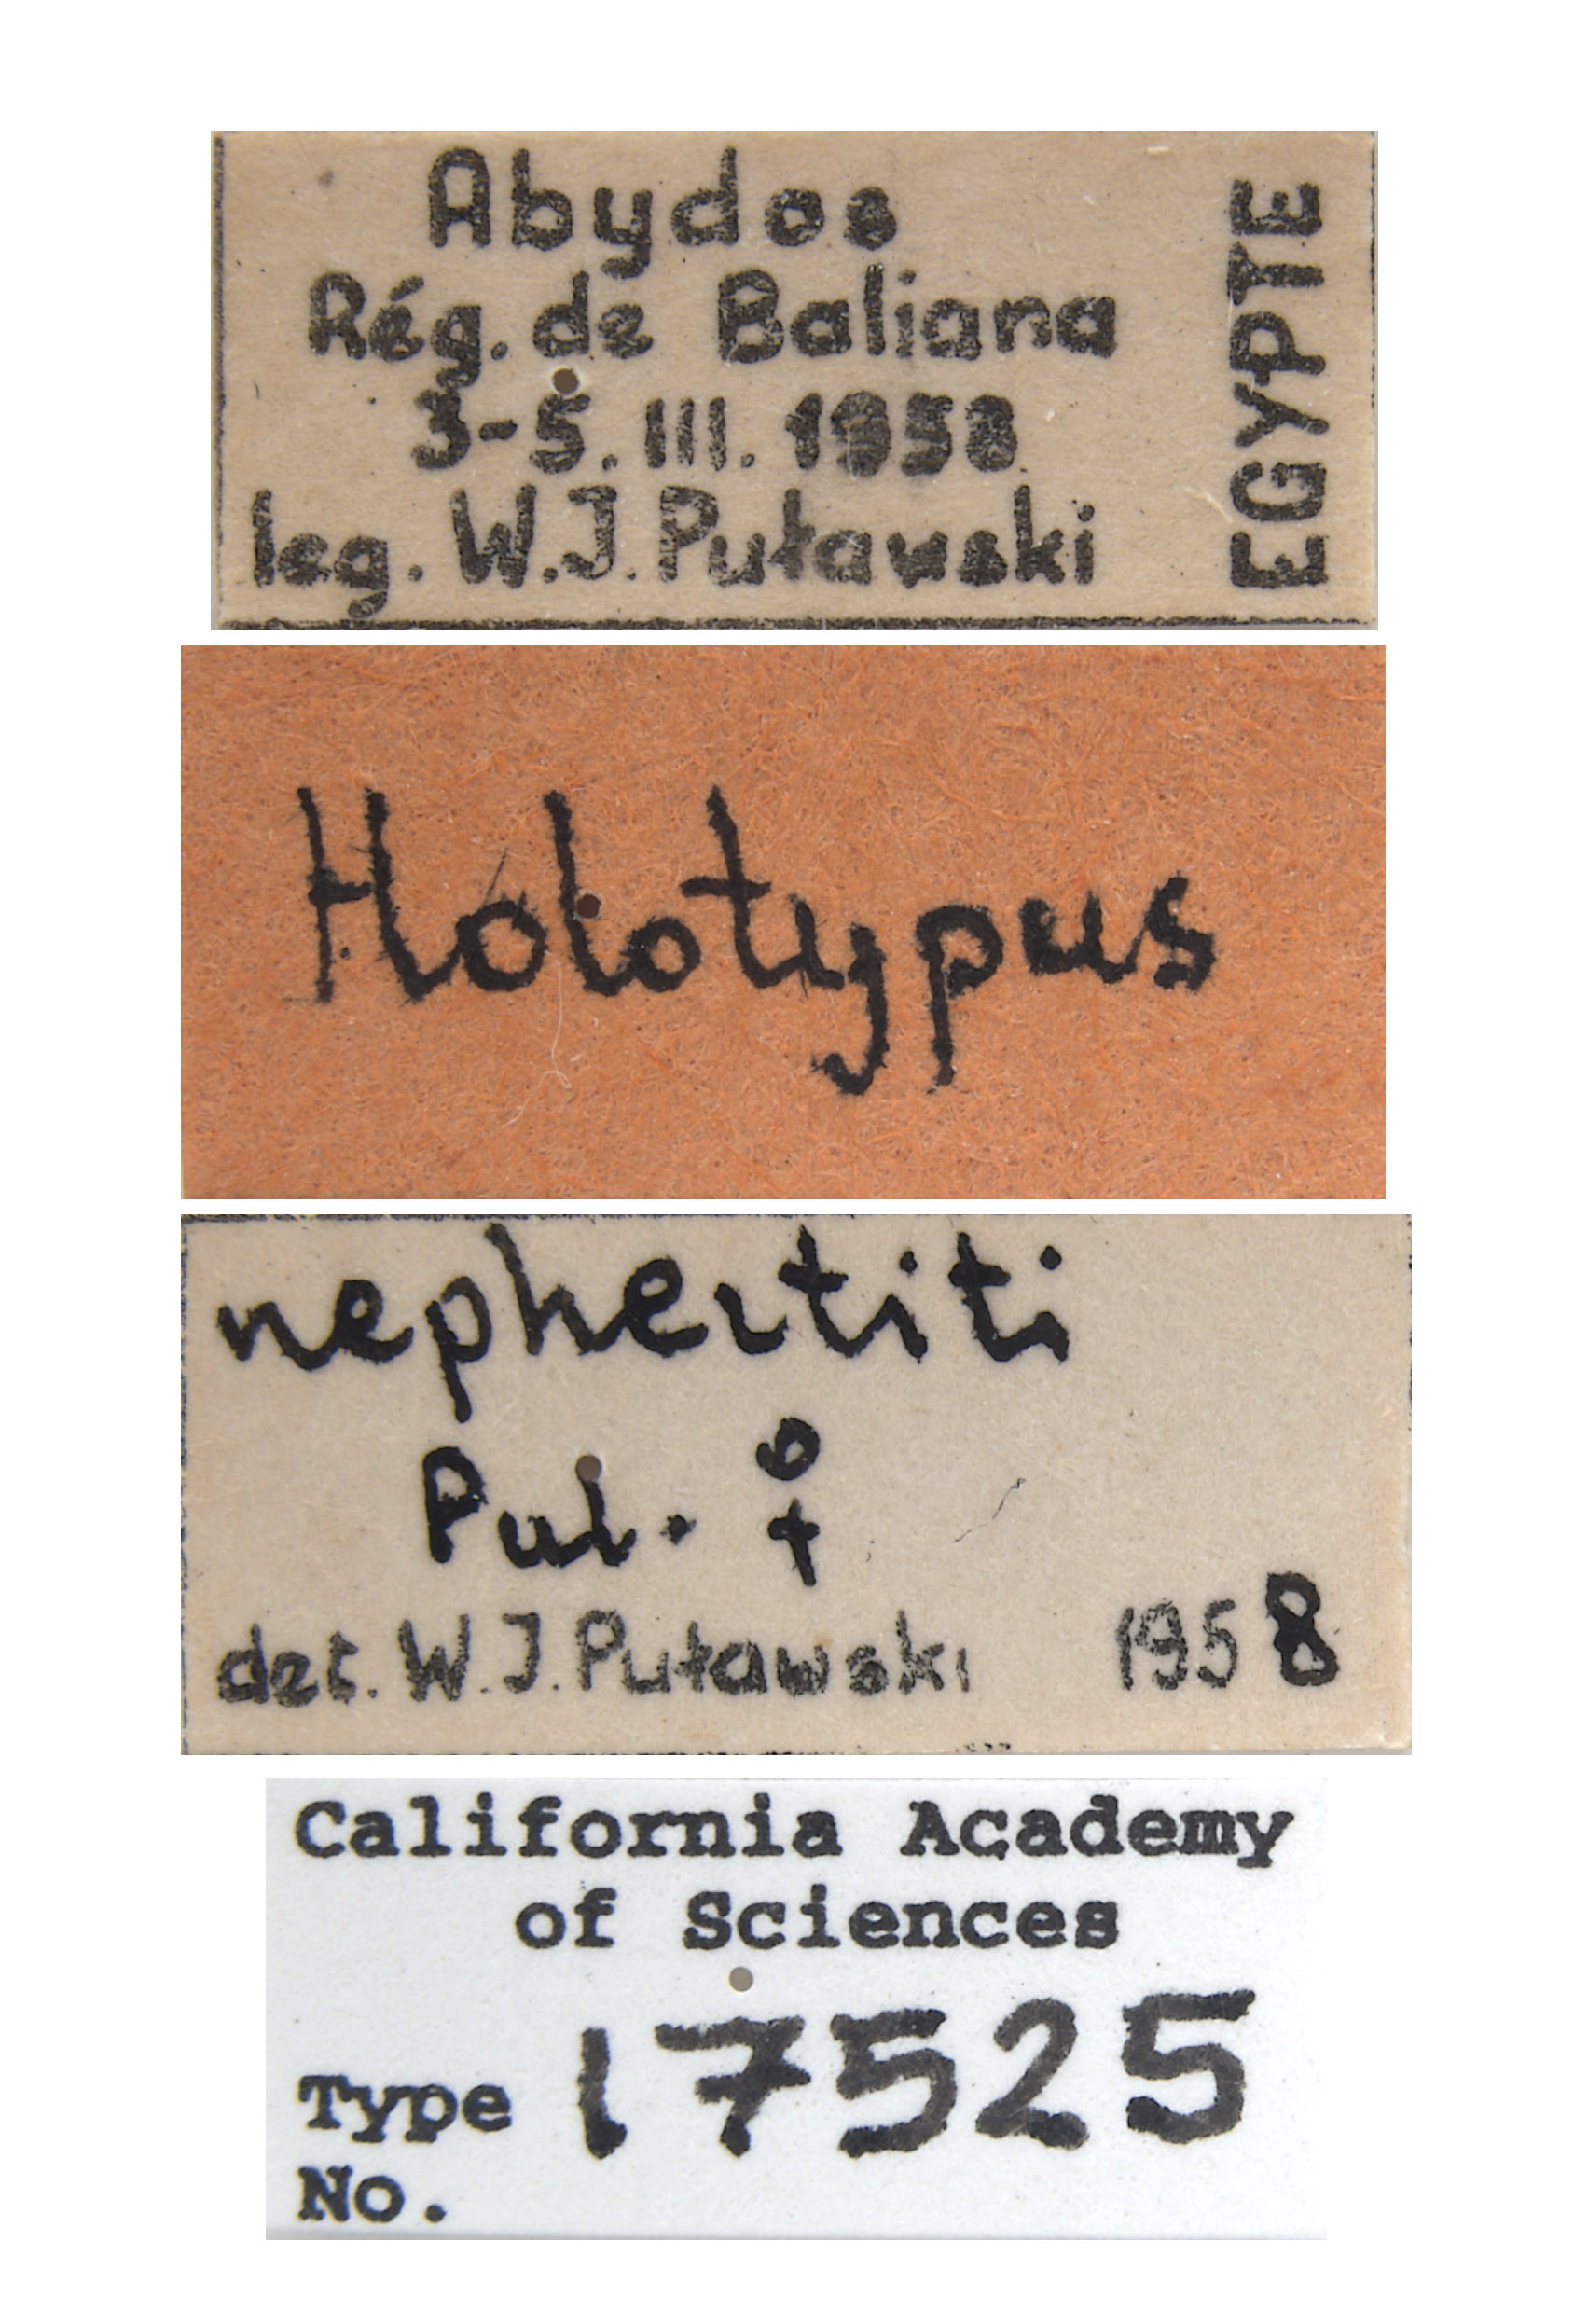 Abydos
Rég. de Baliana
3-5. III. 1958
leg. W.J. Puławski
EGYPTE
Holotypus
nephertiti
Pul. ♀
det. W.J. Puławski 1958
California Academy
of Sciences
Type 17525
No.